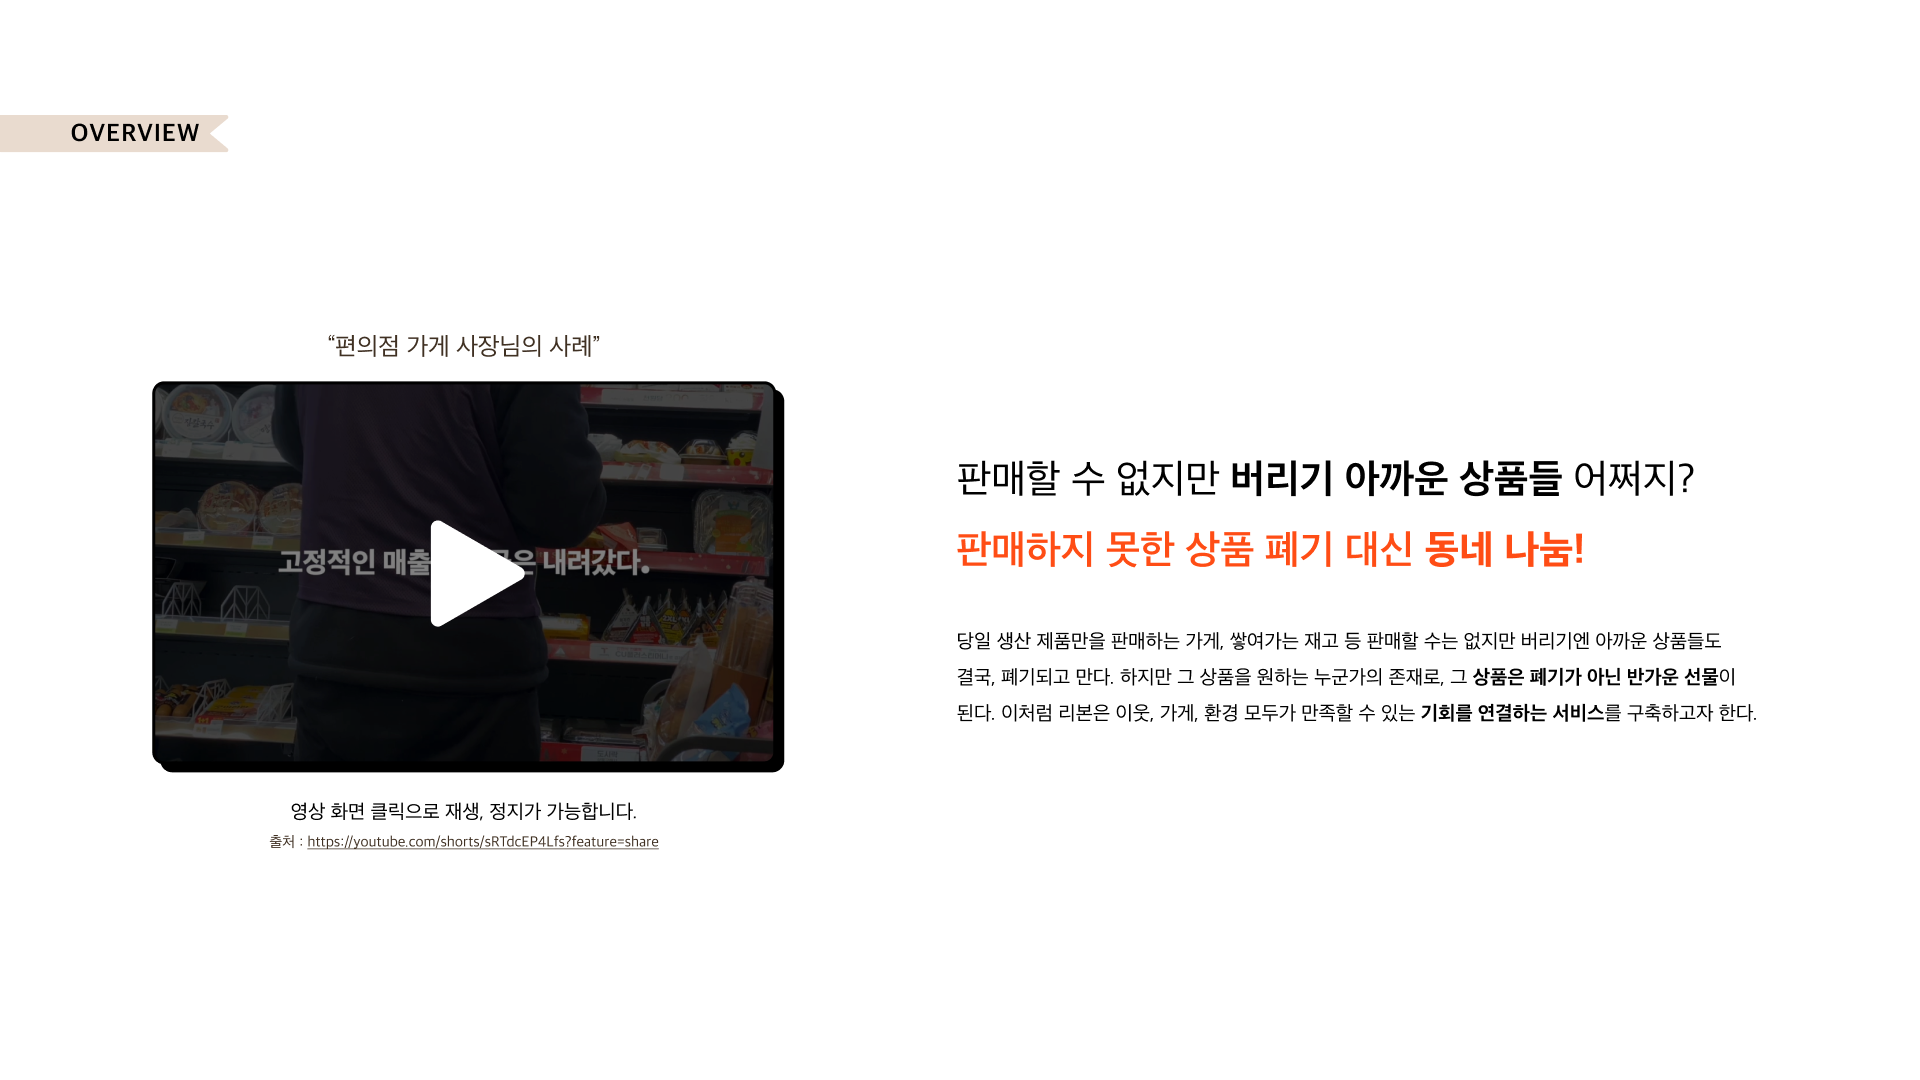 OVERVIEW
“편의점 가게 사장님의 사례”
고정적인 매출 은 내려갔다.
영상 화면 클릭으로 재생, 정지가 가능합니다.
출처 : https://youtube.com/shorts/sRTdcEP4Lfs?feature=share
판매할 수 없지만 버리기 아까운 상품들 어쩌지?
판매하지 못한 상품 폐기 대신 동네 나눔!
당일 생산 제품만을 판매하는 가게, 쌓여가는 재고 등 판매할 수는 없지만 버리기엔 아까운 상품들도
결국, 폐기되고 만다. 하지만 그 상품을 원하는 누군가의 존재로, 그 상품은 폐기가 아닌 반가운 선물이
된다. 이처럼 리본은 이웃, 가게, 환경 모두가 만족할 수 있는 기회를 연결하는 서비스를 구축하고자 한다.